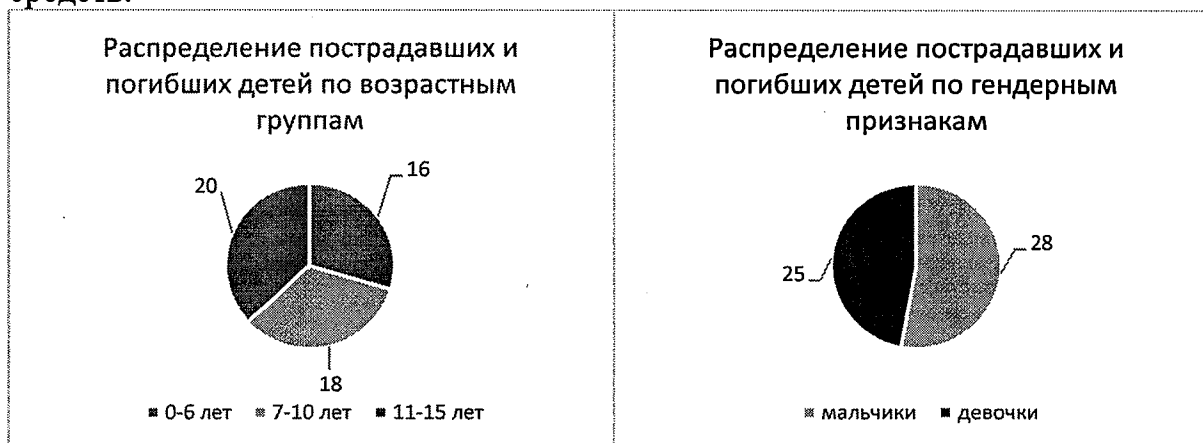 Распределение пострадавших и
погибших детей по возрастным
группам
20
16
18
0-6 лет 7-10 лет 11-15 лет
Распределение пострадавших и
погибших детей по гендерным
признакам
28
25
мальчики девочки